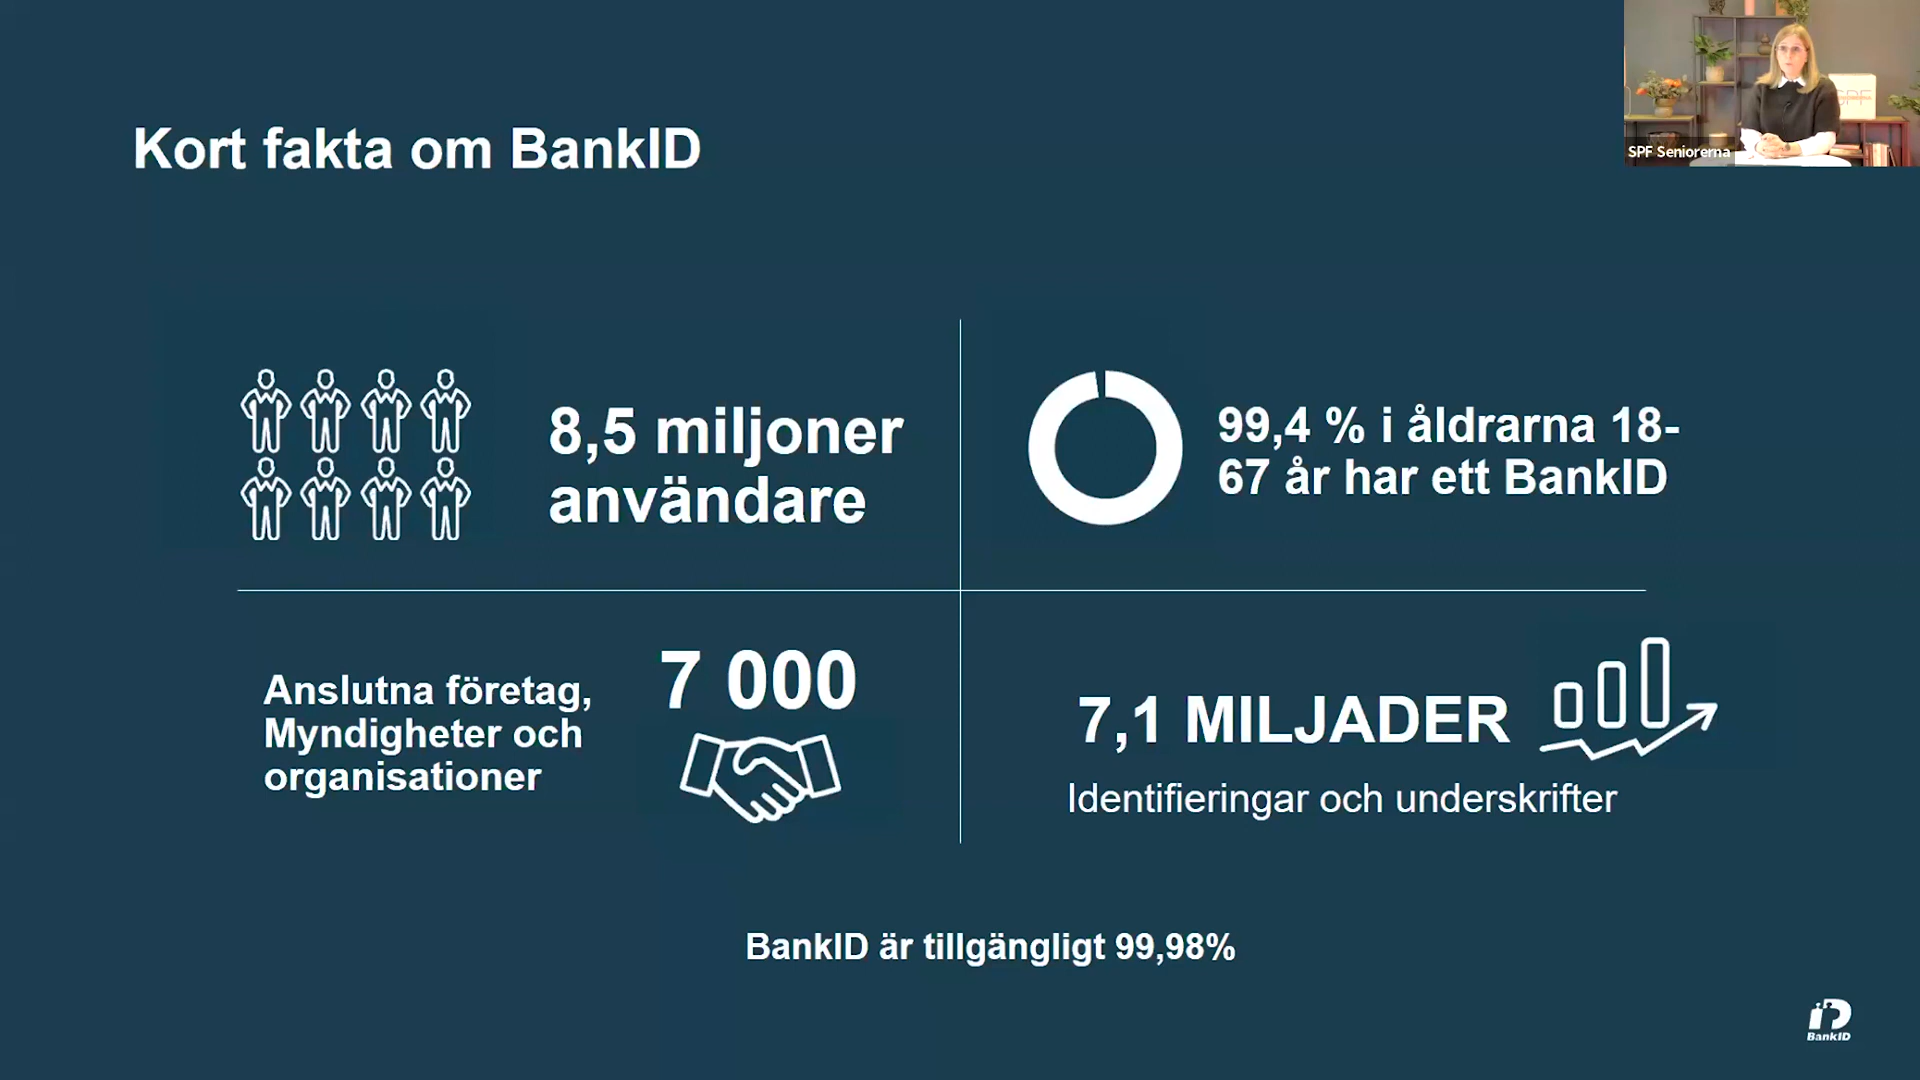 SPF Seniorerna
SPF
Kort fakta om BankID
8,5 miljoner
användare
99,4 % i åldrarna 18-
67 år har ett BankID
Anslutna företag,
Myndigheter och
organisationer
7 000
7,1 MILJADER
Identifieringar och underskrifter
BankID är tillgängligt 99,98%
BankID